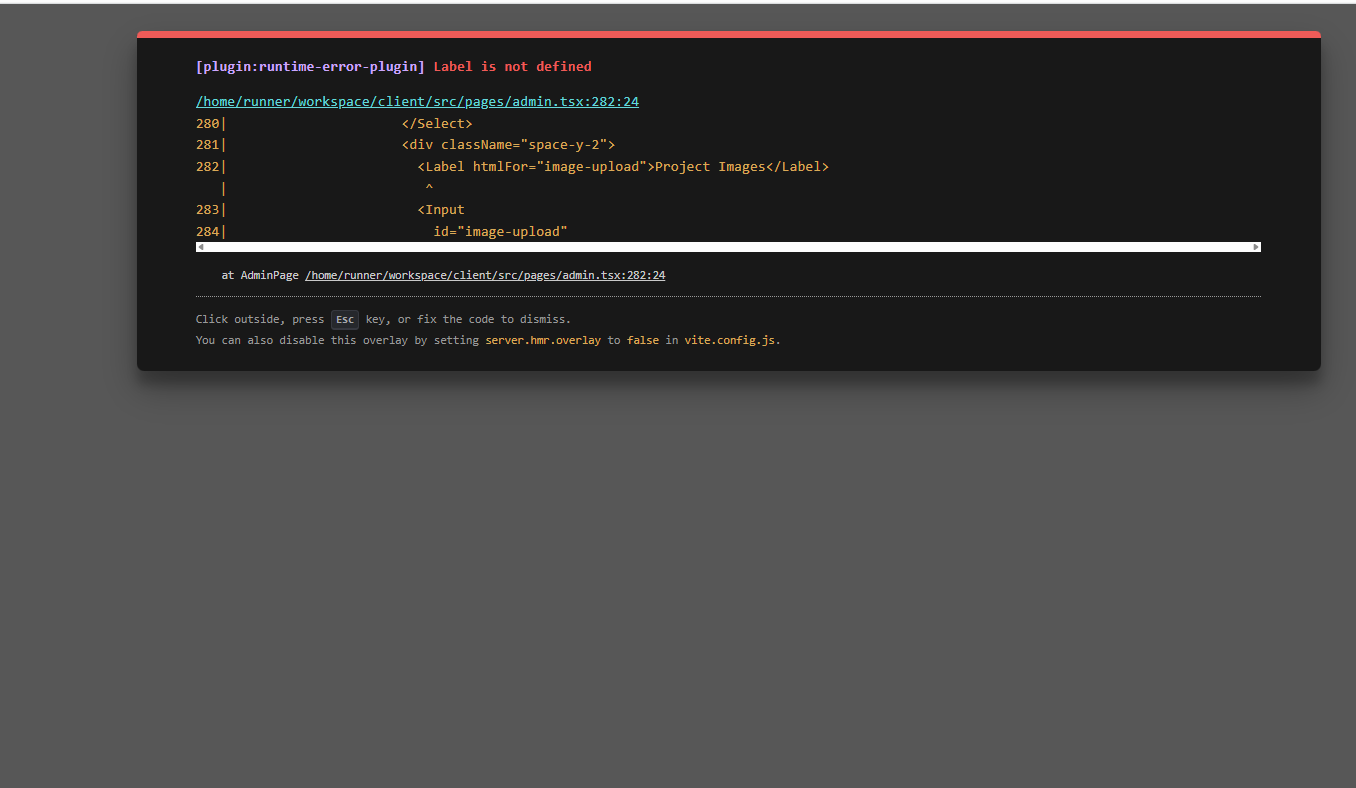 [plugin:runtime-error-plugin] Label is not defined
/home/runner/workspace/client/src/pages/admin.tsx:282:24
280|                      </Select>
281|                      <div className="space-y-2">
282|                        <Label htmlFor="image-upload">Project Images</Label>
   |                         ^
283|                        <Input
284|                          id="image-upload"
at AdminPage /home/runner/workspace/client/src/pages/admin.tsx:282:24
Click outside, press Esc key, or fix the code to dismiss.
You can also disable this overlay by setting server.hmr.overlay to false in vite.config.js.